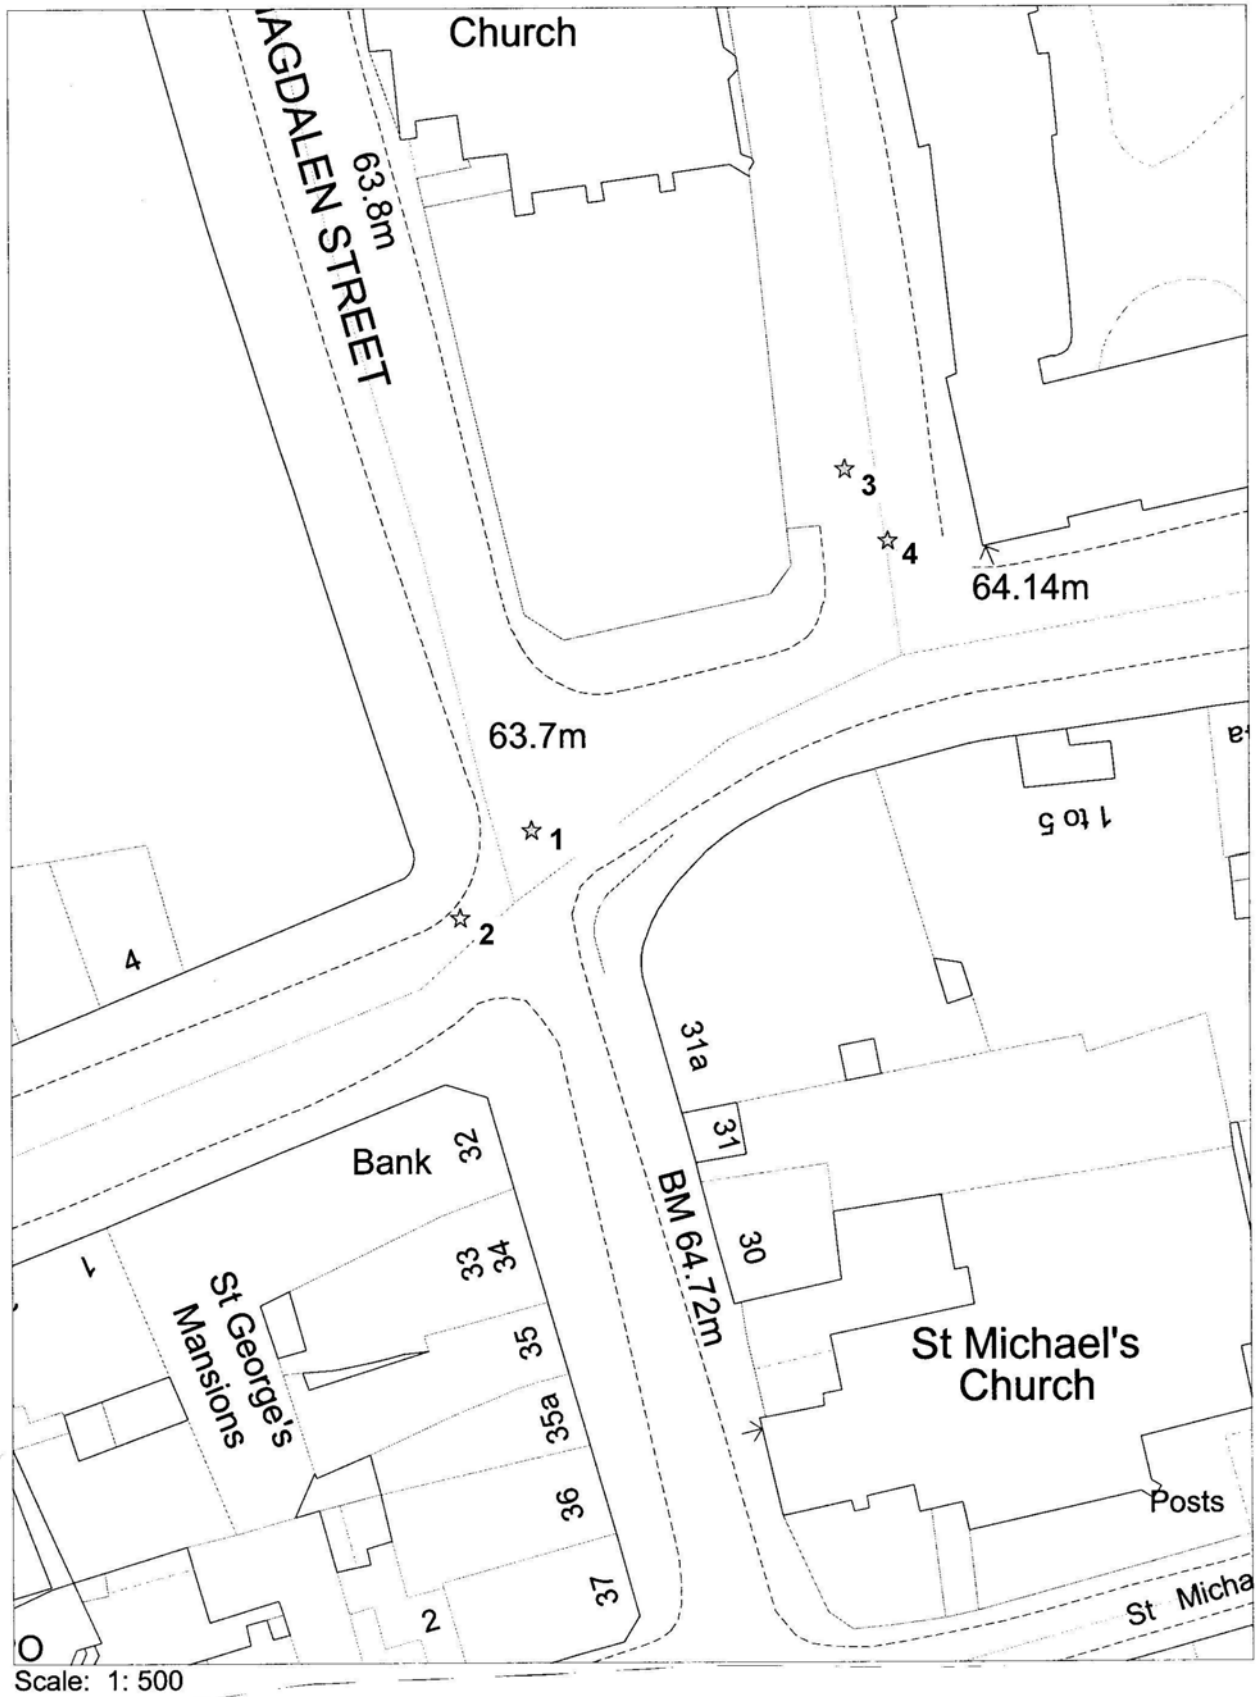 Church
AGDALEN STREET
63.8m
3
4
64.14m
63.7m
1
2
4
1 to 5
31a
31
30
BM 64.72m
32
Bank
33
34
1
St George's
Mansions
35
35a
36
37
2
St Michael's
Church
Posts
St Micha
O
Scale: 1: 500